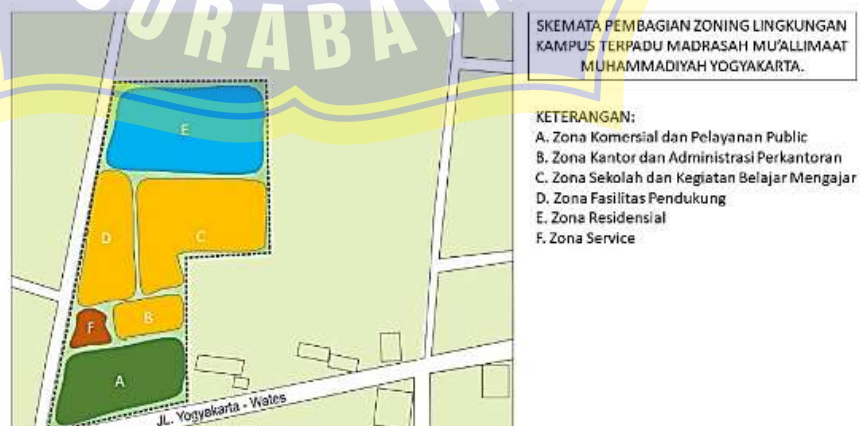 SURABAYA
SKEMATA PEMBAGIAN ZONING LINGKUNGAN
KAMPUS TERPADU MADRASAH MU'ALLIMAAT
MUHAMMADIYAH YOGYAKARTA.
KETERANGAN:
A. Zona Komersial dan Pelayanan Public
B. Zona Kantor dan Administrasi Perkantoran
C. Zona Sekolah dan Kegiatan Belajar Mengajar
D. Zona Fasilitas Pendukung
E. Zona Residensial
F. Zona Service
E
D
C
F
B
A
JL. Yogyakarta - Wates